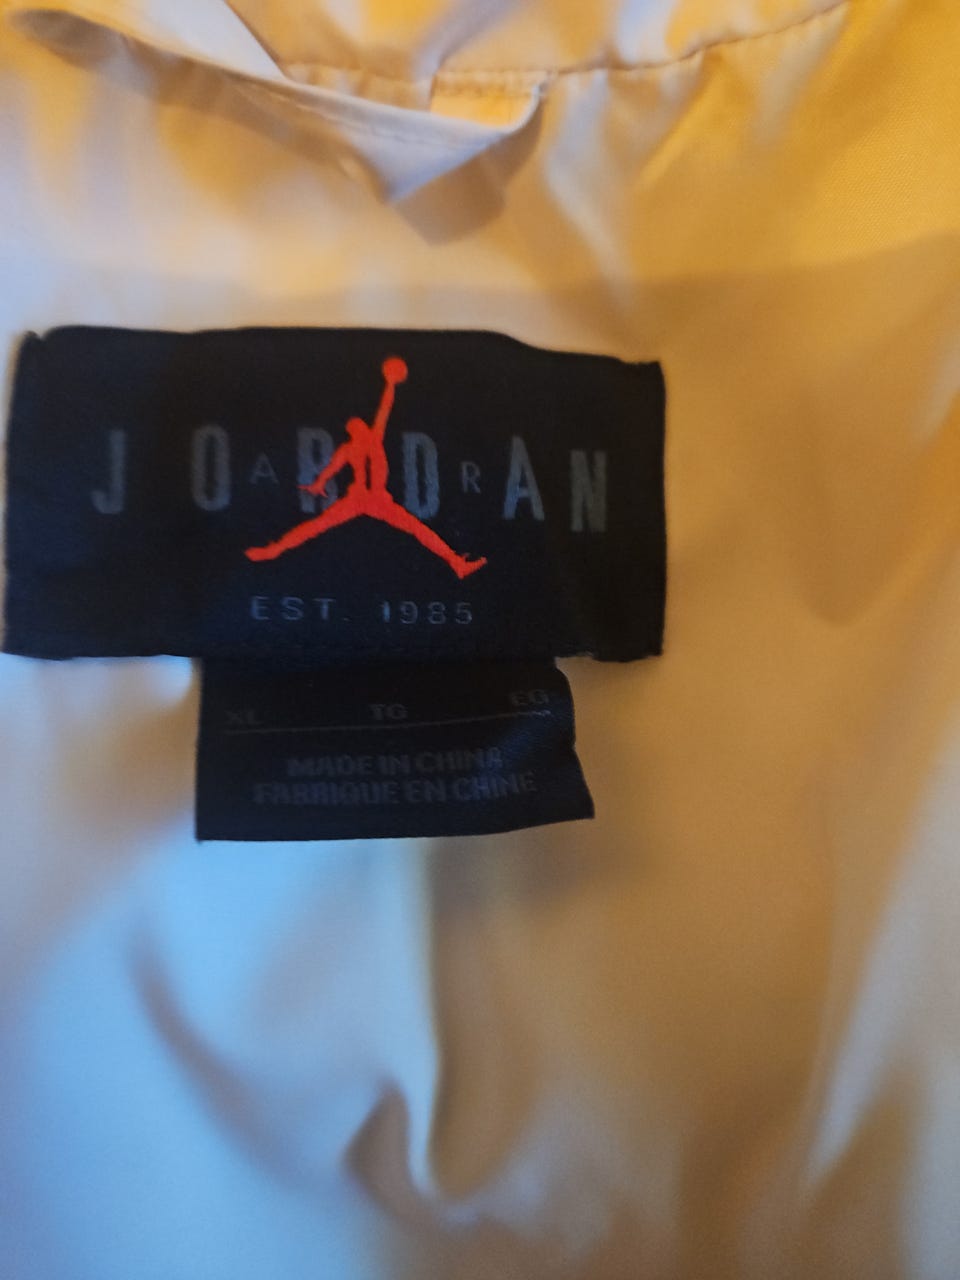 JORDAN
AIR
EST. 1985
XL TG EG
MADE IN CHINA
FABRIQUE EN CHINE